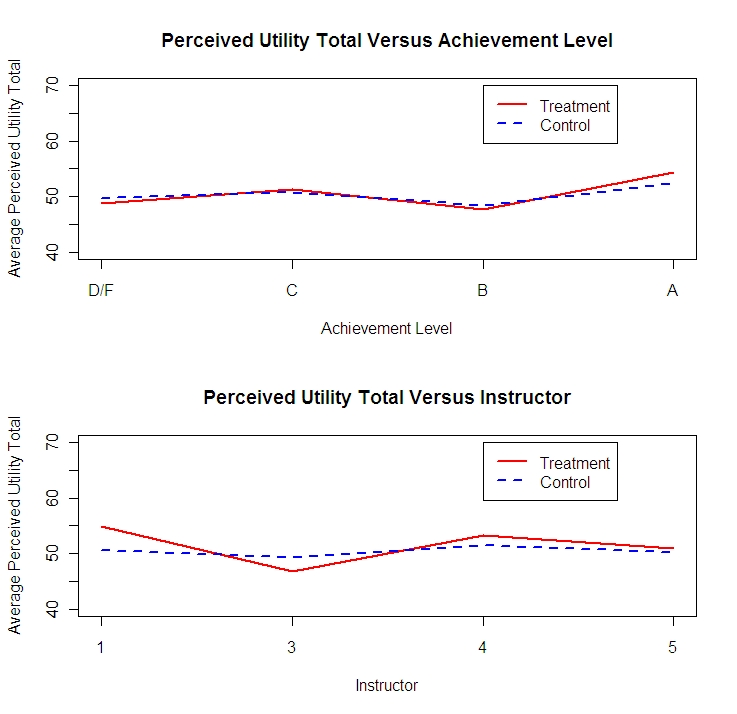 Perceived Utility Total Versus Achievement Level
Average Perceived Utility Total
70
60
50
40
Treatment
Control
D/F C B A
Achievement Level
Perceived Utility Total Versus Instructor
Average Perceived Utility Total
70
60
50
40
Treatment
Control
1 3 4 5
Instructor